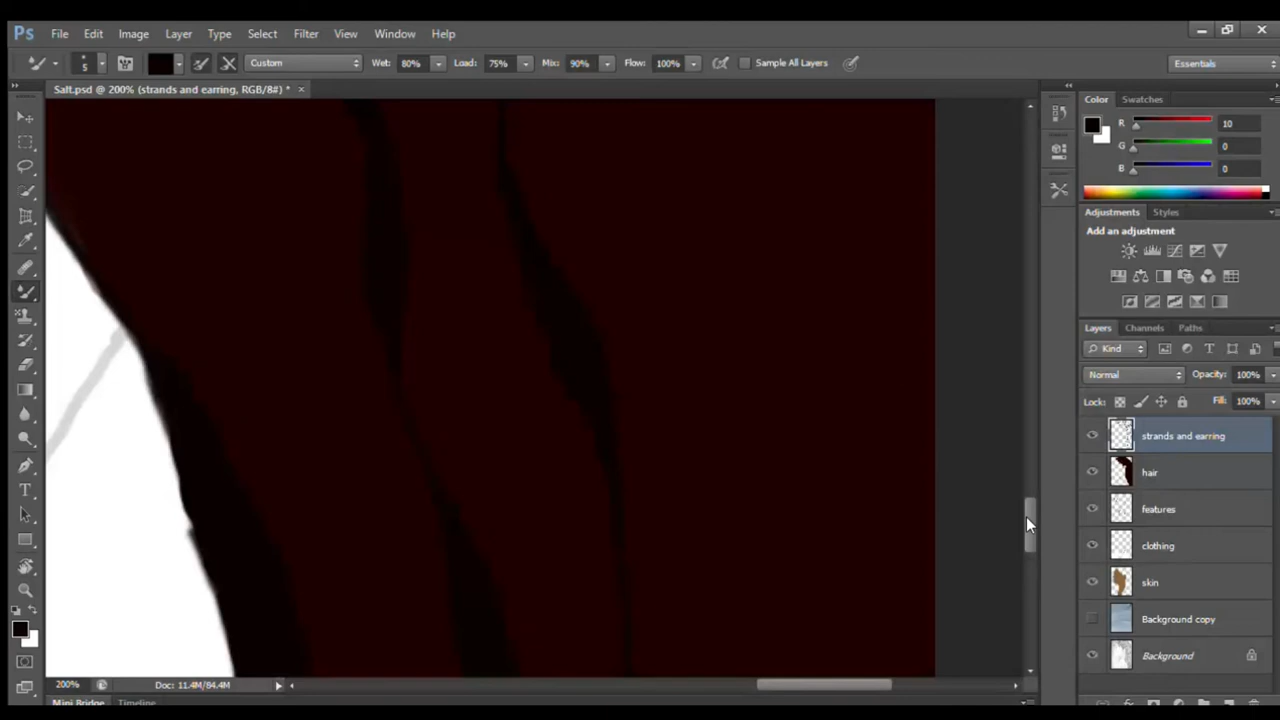 Ps File Edit Image Layer Type Select Filter View Window Help
5 Custom Wet: 80% Load: 75% Mix: 90% Flow: 100% Sample All Layers Essentials
Salt.psd @ 200% (strands and earring, RGB/8#) * ×
Color Swatches
R 10
G 0
B 0
Adjustments Styles
Add an adjustment
Layers Channels Paths
Kind
Normal Opacity: 100%
Lock: Fill: 100%
strands and earring
hair
features
clothing
skin
Background copy
Background
200% Doc: 11.4M/84.4M
Mini Bridge Timeline